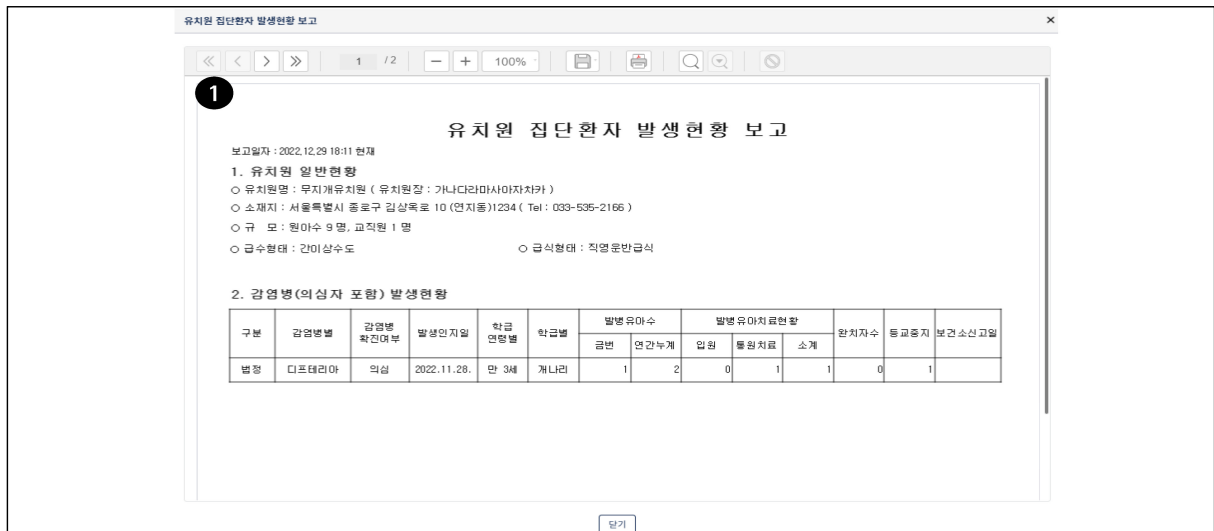 유치원 집단환자 발생현황 보고 ×
1 / 2 100%
1
유치원 집단환자 발생현황 보고
보고일자 : 2022.12.29 18:11 현재
1. 유치원 일반현황
○ 유치원명 : 무지개유치원 ( 유치원장 : 가나다라마사아자차카 )
○ 소재지 : 서울특별시 종로구 김상옥로 10 (연지동)1234 ( Tel : 033-535-2166 )
○ 규 모 : 원아수 9 명, 교직원 1 명
○ 급수형태 : 간이상수도 ○ 급식형태 : 직영운반급식
2. 감염병(의심자 포함) 발생현황
구분 감염병별 감염병 확진여부 발생인지일 학급 연령별 학급별 발병유아수 발병유아치료현황 완치자수 등교중지 보건소신고일
금번 연간누계 입원 통원치료 소계
법정 디프테리아 의심 2022.11.28. 만 3세 개나리 1 2 0 1 1 0 1
닫기